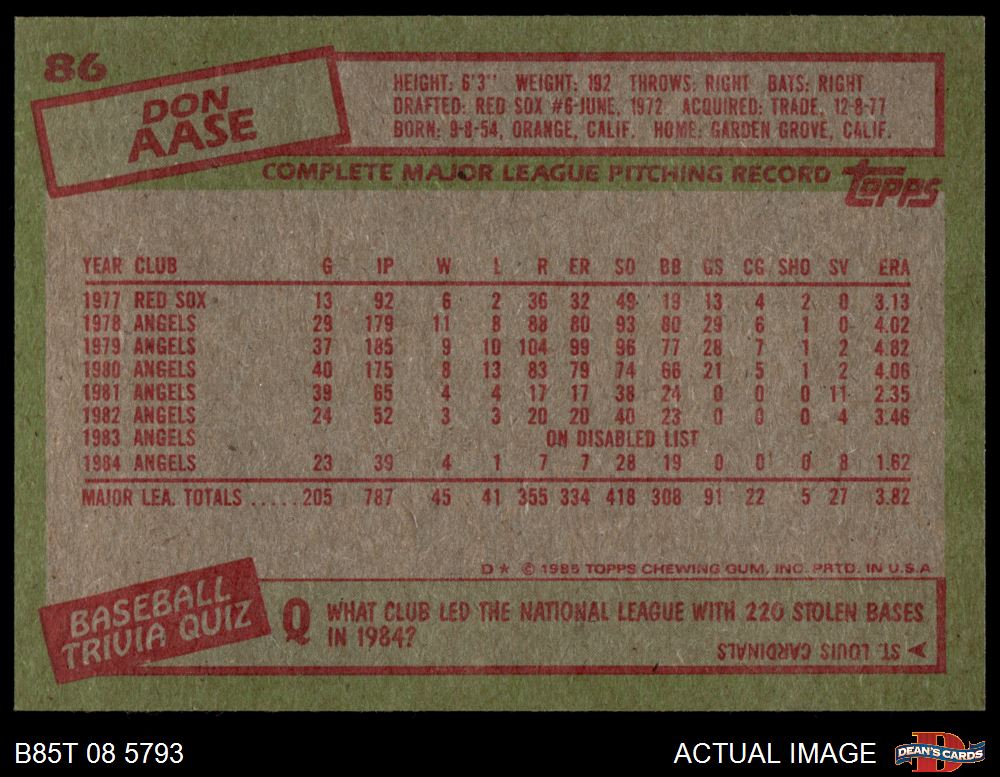 86
DON
AASE
HEIGHT: 6'3" WEIGHT: 192 THROWS: RIGHT BATS: RIGHT
DRAFTED: RED SOX #6-JUNE, 1972 ACQUIRED: TRADE, 12-8-77
BORN: 9-8-54, ORANGE, CALIF. HOME: GARDEN GROVE, CALIF.
COMPLETE MAJOR LEAGUE PITCHING RECORD topps
YEAR CLUB G IP W L R ER SO BB GS CG SHO SV ERA
1977 RED SOX 13 92 6 2 36 32 49 19 13 4 2 0 3.13
1978 ANGELS 29 179 11 8 88 80 93 80 29 6 1 0 4.02
1979 ANGELS 37 185 9 10 104 99 96 77 28 7 1 2 4.82
1980 ANGELS 40 175 8 13 83 79 74 66 21 5 1 2 4.06
1981 ANGELS 39 65 4 4 17 17 38 24 0 0 0 11 2.35
1982 ANGELS 24 52 3 3 20 20 40 23 0 0 0 4 3.46
1983 ANGELS ON DISABLED LIST
1984 ANGELS 23 39 4 1 7 7 28 19 0 0 0 8 1.62
MAJOR LEA. TOTALS ..... 205 787 45 41 355 334 418 308 91 22 5 27 3.82
D★ © 1985 TOPPS CHEWING GUM, INC. PRTD. IN U.S.A
BASEBALL
TRIVIA QUIZ
Q WHAT CLUB LED THE NATIONAL LEAGUE WITH 220 STOLEN BASES
IN 1984?
A ST. LOUIS CARDINALS
B85T 08 5793
ACTUAL IMAGE
D
DEAN'S CARDS